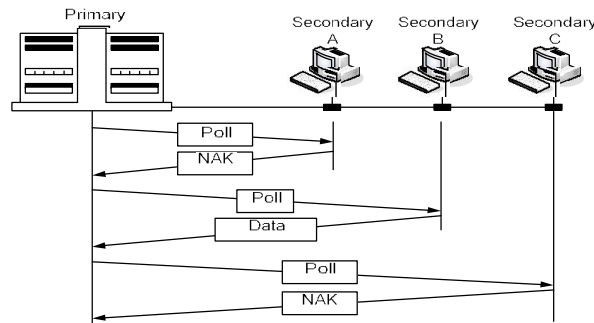 Primary
Secondary
A
Secondary
B
Secondary
C
Poll
NAK
Poll
Data
Poll
NAK